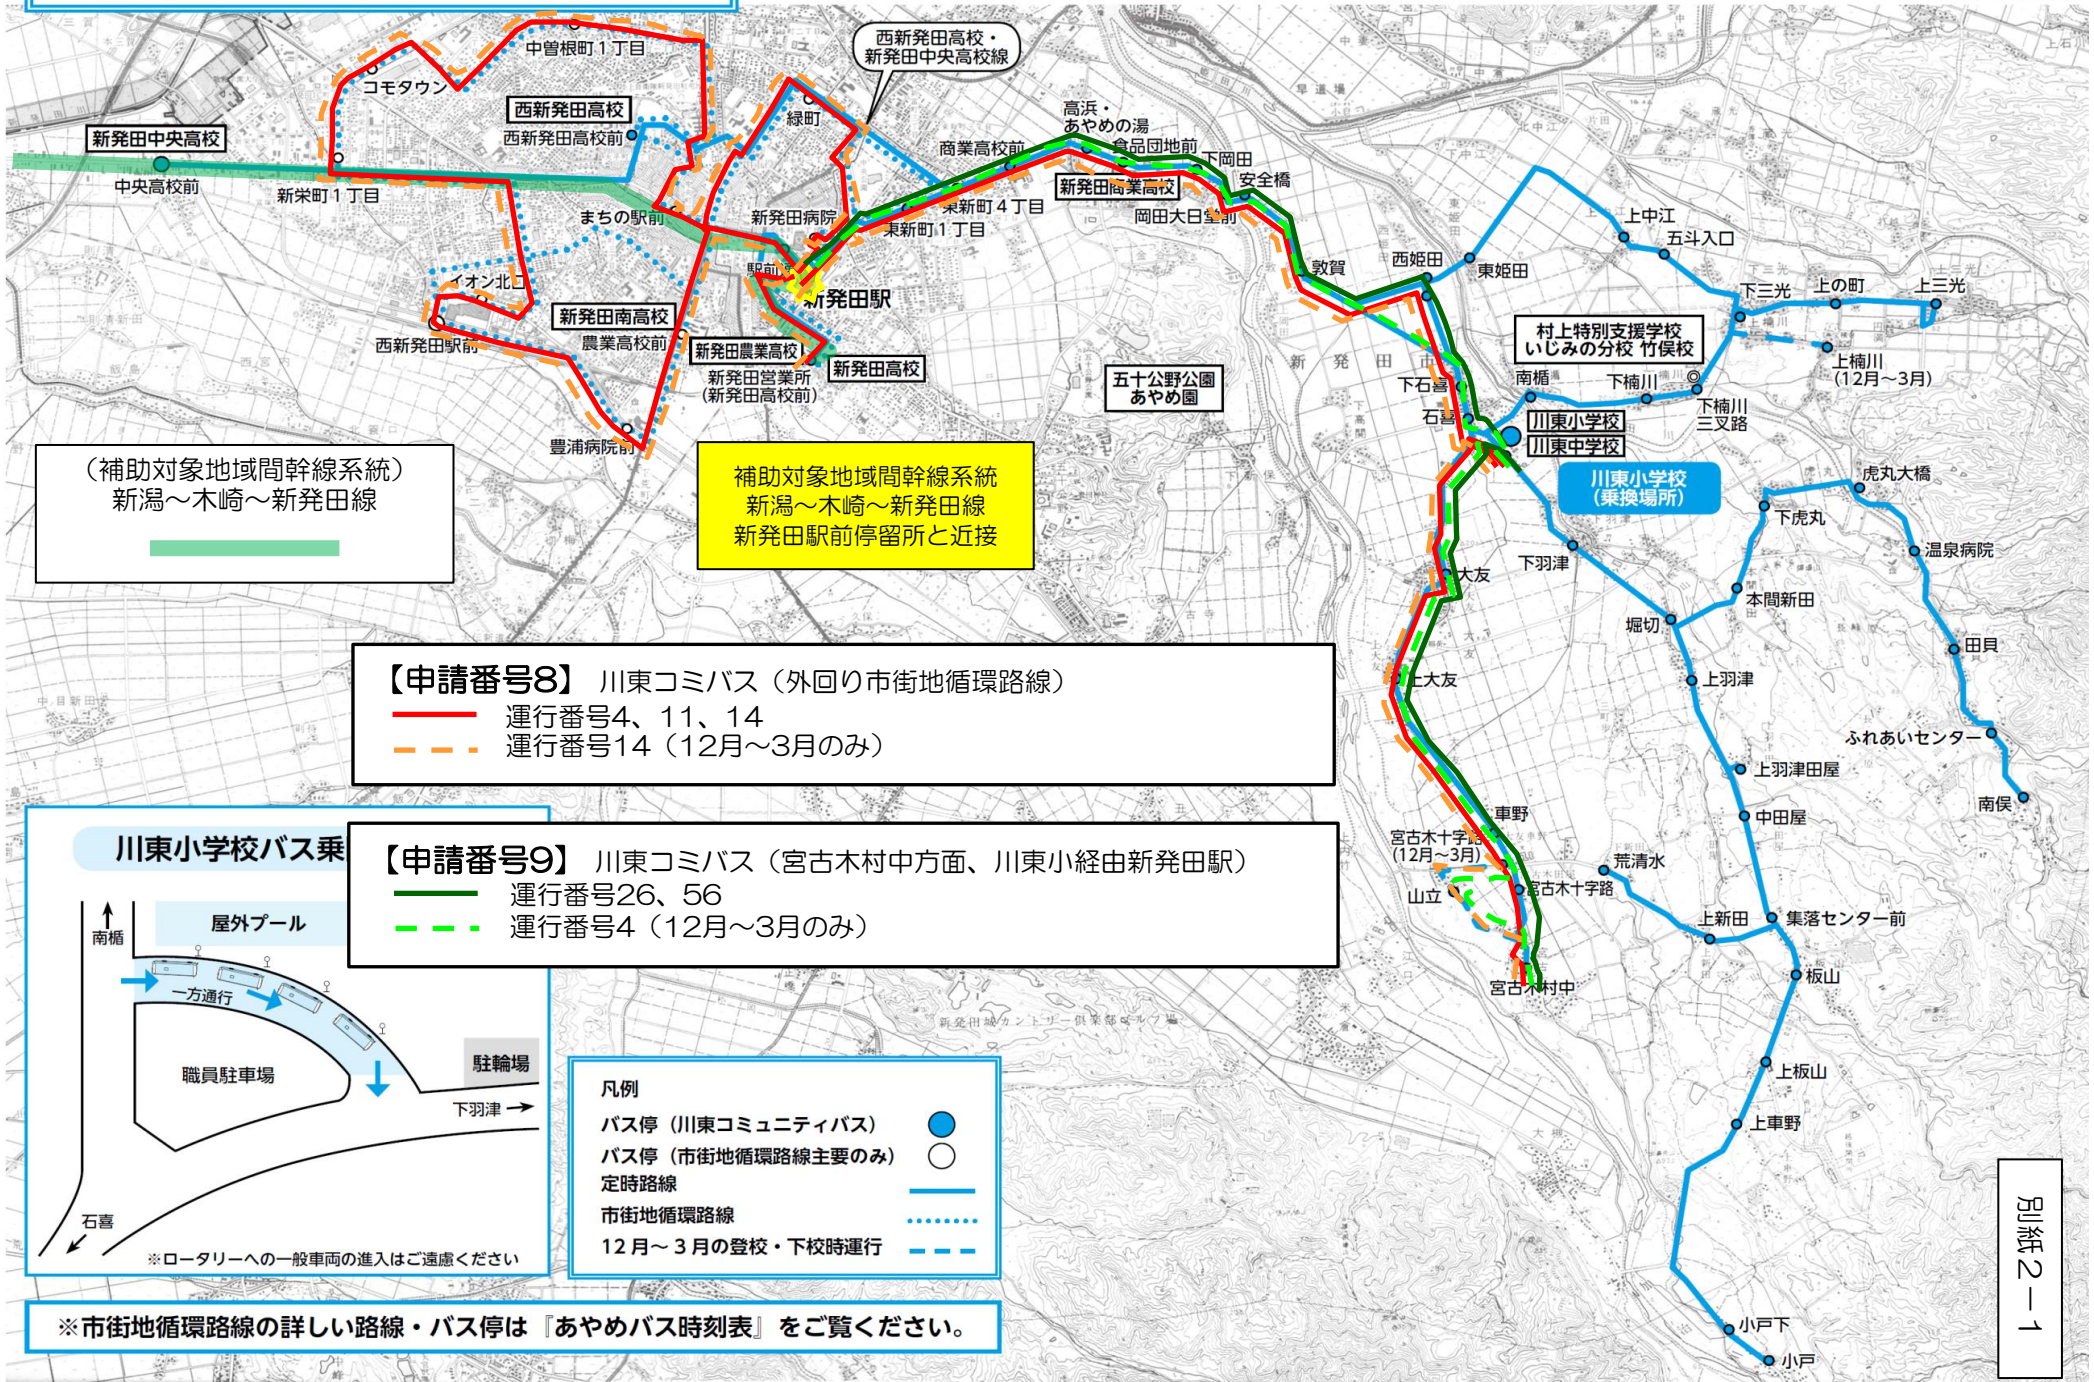 西新発田高校・
新発田中央高校線
中曽根町1丁目
コモタウン
西新発田高校
西新発田高校前
緑町
新発田中央高校
中央高校前
新栄町1丁目
まちの駅前
新発田病院
高浜・
あやめの湯
商業高校前
食品団地前
下岡田
新発田商業高校
安全橋
東新町4丁目
岡田大日堂前
東新町1丁目
駅前
新発田駅
イオン北口
西新発田駅前
新発田南高校
農業高校前
新発田農業高校
新発田高校
新発田営業所
(新発田高校前)
豊浦病院前
敦賀
西姫田
東姫田
上中江
五斗入口
下三光
上の町
上三光
村上特別支援学校
いじみの分校 竹俣校
上楠川
(12月~3月)
五十公野公園
あやめ園
新発田市
下石喜
南楯
下楠川
下楠川
三叉路
石喜
川東小学校
川東中学校
川東小学校
(乗換場所)
虎丸大橋
下虎丸
温泉病院
下羽津
大友
本間新田
堀切
田貝
上大友
上羽津
ふれあいセンター
上羽津田屋
南俣
中田屋
車野
宮古木十字路
(12月~3月)
荒清水
山立
宮古木十字路
上新田
集落センター前
宮古木村中
板山
上板山
上車野
小戸下
小戸
(補助対象地域間幹線系統)
新潟~木崎~新発田線
補助対象地域間幹線系統
新潟~木崎~新発田線
新発田駅前停留所と近接
【申請番号8】 川東コミバス(外回り市街地循環路線)
運行番号4、11、14
運行番号14(12月~3月のみ)
【申請番号9】 川東コミバス(宮古木村中方面、川東小経由新発田駅)
運行番号26、56
運行番号4(12月~3月のみ)
川東小学校バス乗
南楯
屋外プール
一方通行
職員駐車場
駐輪場
下羽津→
石喜
※ロータリーへの一般車両の進入はご遠慮ください
凡例
バス停(川東コミュニティバス)
バス停(市街地循環路線主要のみ)
定時路線
市街地循環路線
12月~3月の登校・下校時運行
※市街地循環路線の詳しい路線・バス停は『あやめバス時刻表』をご覧ください。
別紙2-1
新発田城カントリー倶楽部ゴルフ場